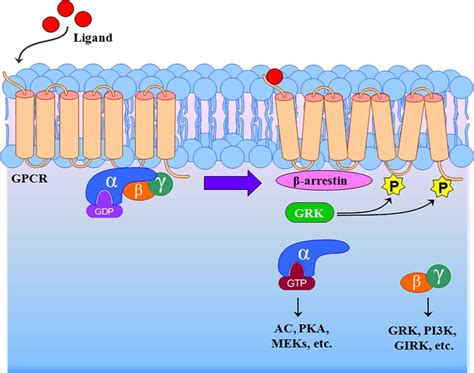 Ligand
GPCR
α
β
γ
GDP
β-arrestin
GRK
P
P
α
GTP
β
γ
AC, PKA,
MEKs, etc.
GRK, PI3K,
GIRK, etc.